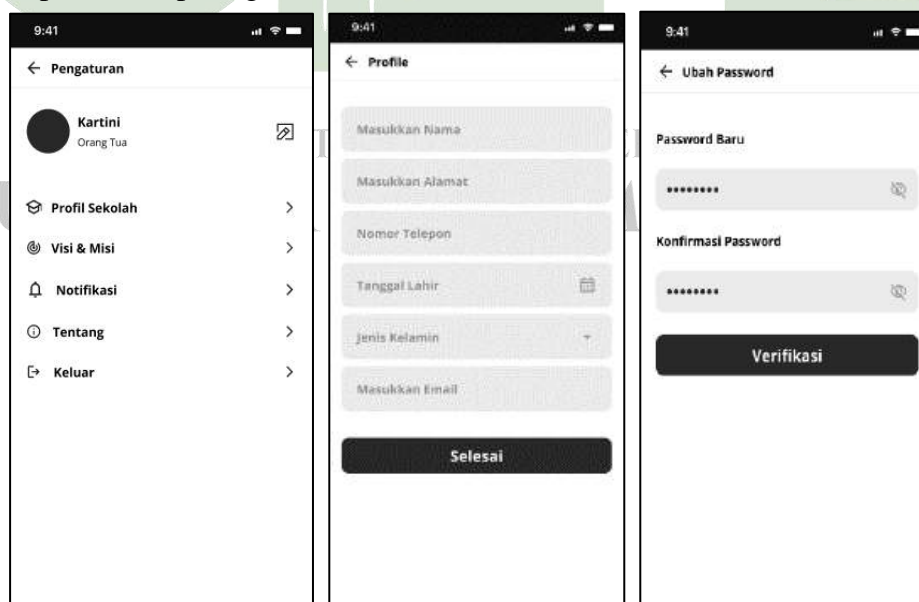 9:41
Pengaturan
Kartini
Orang Tua
Profil Sekolah
Visi & Misi
Notifikasi
Tentang
Keluar
9:41
Profile
Masukkan Nama
Masukkan Alamat
Nomor Telepon
Tanggal Lahir
Jenis Kelamin
Masukkan Email
Selesai
9:41
Ubah Password
Password Baru
••••••••
Konfirmasi Password
••••••••
Verifikasi